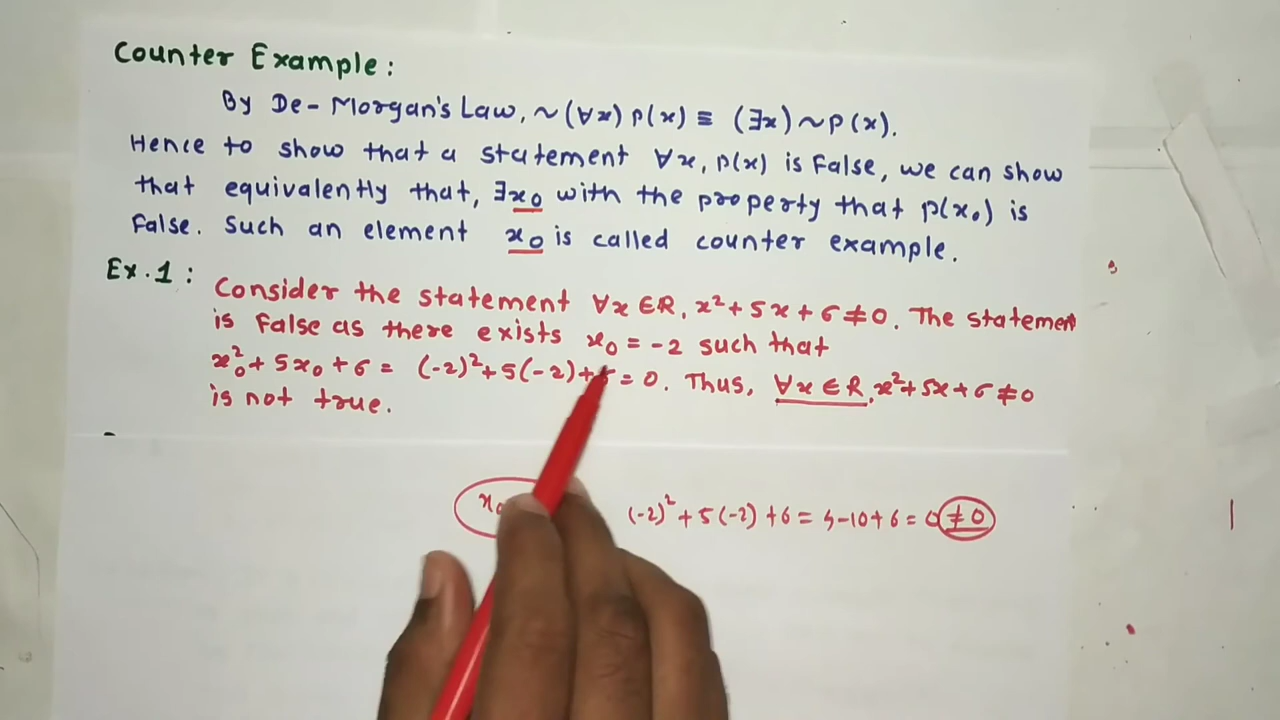 Counter Example:
By De-Morgan's Law, ~(∀x) P(x) ≡ (∃x) ~P(x).
Hence to show that a statement ∀x, P(x) is False, we can show
that equivalently that, ∃x₀ with the property that P(x₀) is
False. Such an element x₀ is called counter example.
Ex.1: Consider the statement ∀x ∈ R, x² + 5x + 6 ≠ 0. The statement
is False as there exists x₀ = -2 such that
x₀² + 5x₀ + 6 = (-2)² + 5(-2) + 6 = 0. Thus, ∀x ∈ R, x² + 5x + 6 ≠ 0
is not true.
(-2)² + 5(-2) + 6 = 4 - 10 + 6 = 0 ≠ 0